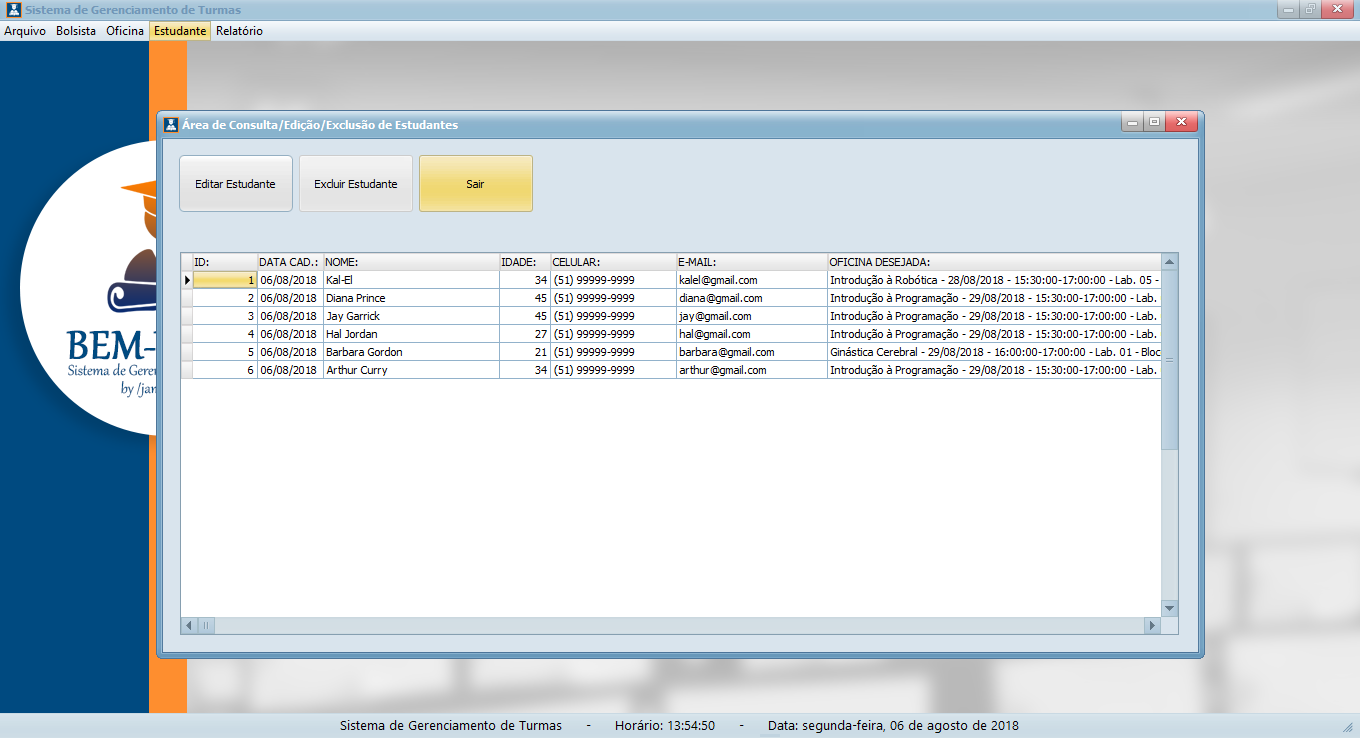 Sistema de Gerenciamento de Turmas
Arquivo Bolsista Oficina Estudante Relatório
Área de Consulta/Edição/Exclusão de Estudantes
Editar Estudante Excluir Estudante Sair
ID: DATA CAD.: NOME: IDADE: CELULAR: E-MAIL: OFICINA DESEJADA:
1 06/08/2018 Kal-El 34 (51) 99999-9999 kalel@gmail.com Introdução à Robótica - 28/08/2018 - 15:30:00-17:00:00 - Lab. 05 -
2 06/08/2018 Diana Prince 45 (51) 99999-9999 diana@gmail.com Introdução à Programação - 29/08/2018 - 15:30:00-17:00:00 - Lab.
3 06/08/2018 Jay Garrick 45 (51) 99999-9999 jay@gmail.com Introdução à Programação - 29/08/2018 - 15:30:00-17:00:00 - Lab.
4 06/08/2018 Hal Jordan 27 (51) 99999-9999 hal@gmail.com Introdução à Programação - 29/08/2018 - 15:30:00-17:00:00 - Lab.
5 06/08/2018 Barbara Gordon 21 (51) 99999-9999 barbara@gmail.com Ginástica Cerebral - 29/08/2018 - 16:00:00-17:00:00 - Lab. 01 - Bloc
6 06/08/2018 Arthur Curry 34 (51) 99999-9999 arthur@gmail.com Introdução à Programação - 29/08/2018 - 15:30:00-17:00:00 - Lab.
BEM-
Sistema de Geren
by /jan
Sistema de Gerenciamento de Turmas - Horário: 13:54:50 - Data: segunda-feira, 06 de agosto de 2018